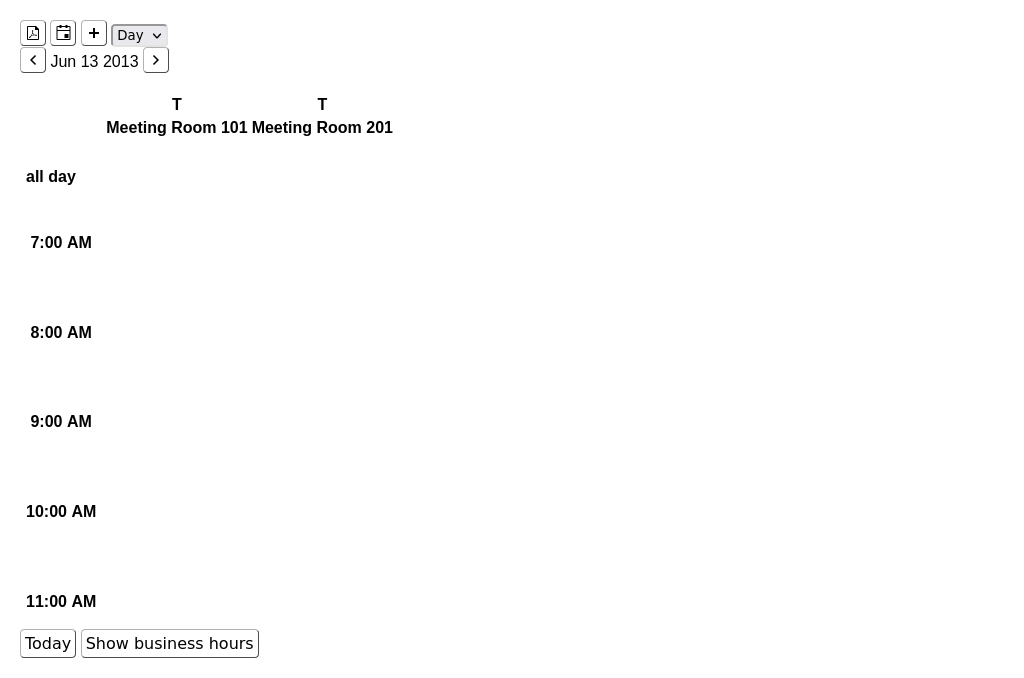 Day
Jun 13 2013
T T
Meeting Room 101 Meeting Room 201
all day
7:00 AM
8:00 AM
9:00 AM
10:00 AM
11:00 AM
Today Show business hours